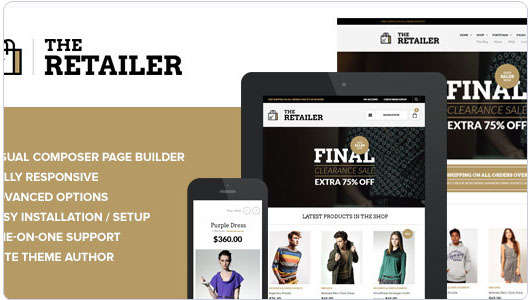 THE
RETAILER
SUAL COMPOSER PAGE BUILDER
LLY RESPONSIVE
VANCED OPTIONS
SY INSTALLATION / SETUP
NE-ON-ONE SUPPORT
TE THEME AUTHOR
Purple Dress
$360.00
THE
RETAILER
FINAL
CLEARANCE SALE
EXTRA 75% OFF
LATEST PRODUCTS IN THE SHOP
THE
RETAILER
FINAL
CLEARANCE SALE
EXTRA 75% OFF
SHIPPING ON ALL ORDERS OVER